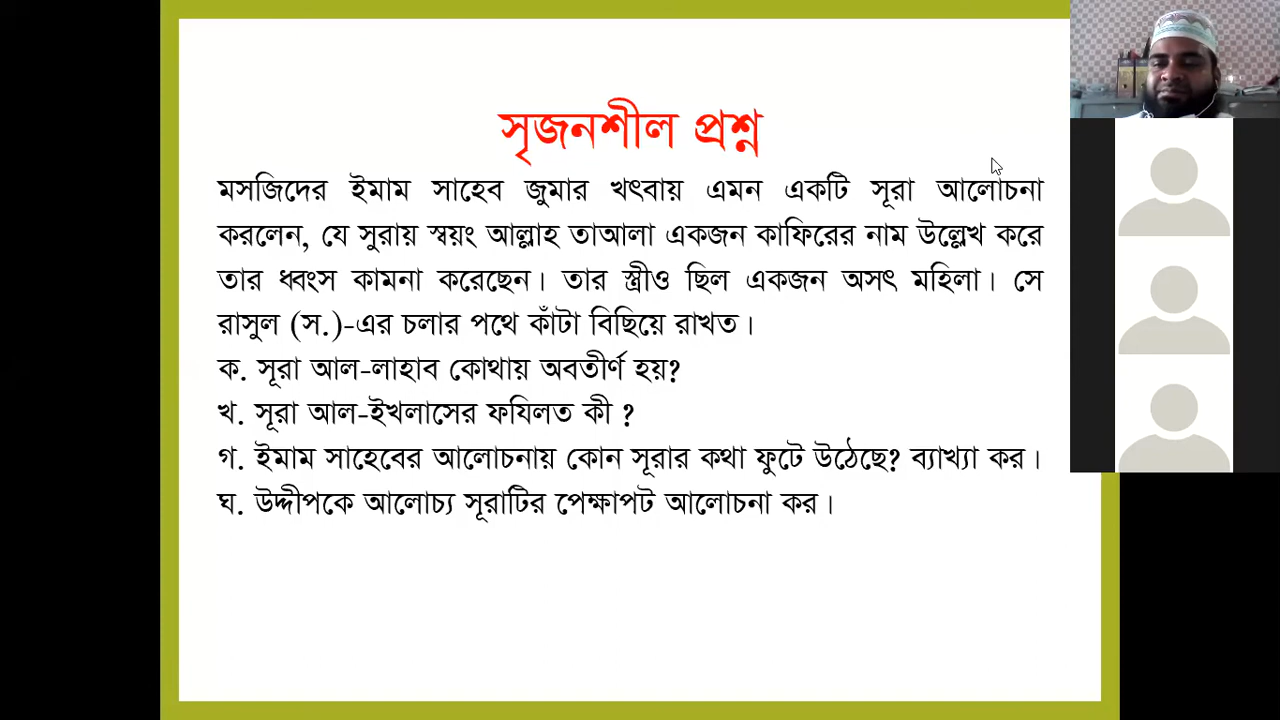 সৃজনশীল প্রশ্ন
মসজিদের ইমাম সাহেব জুমার খৎবায় এমন একটি সূরা আলোচনা
করলেন, যে সুরায় স্বয়ং আল্লাহ তাআলা একজন কাফিরের নাম উল্লেখ করে
তার ধ্বংস কামনা করেছেন। তার স্ত্রীও ছিল একজন অসৎ মহিলা। সে
রাসুল (স.)-এর চলার পথে কাঁটা বিছিয়ে রাখত।
ক. সূরা আল-লাহাব কোথায় অবতীর্ণ হয়?
খ. সূরা আল-ইখলাসের ফযিলত কী ?
গ. ইমাম সাহেবের আলোচনায় কোন সূরার কথা ফুটে উঠেছে? ব্যাখ্যা কর।
ঘ. উদ্দীপকে আলোচ্য সূরাটির পেক্ষাপট আলোচনা কর।